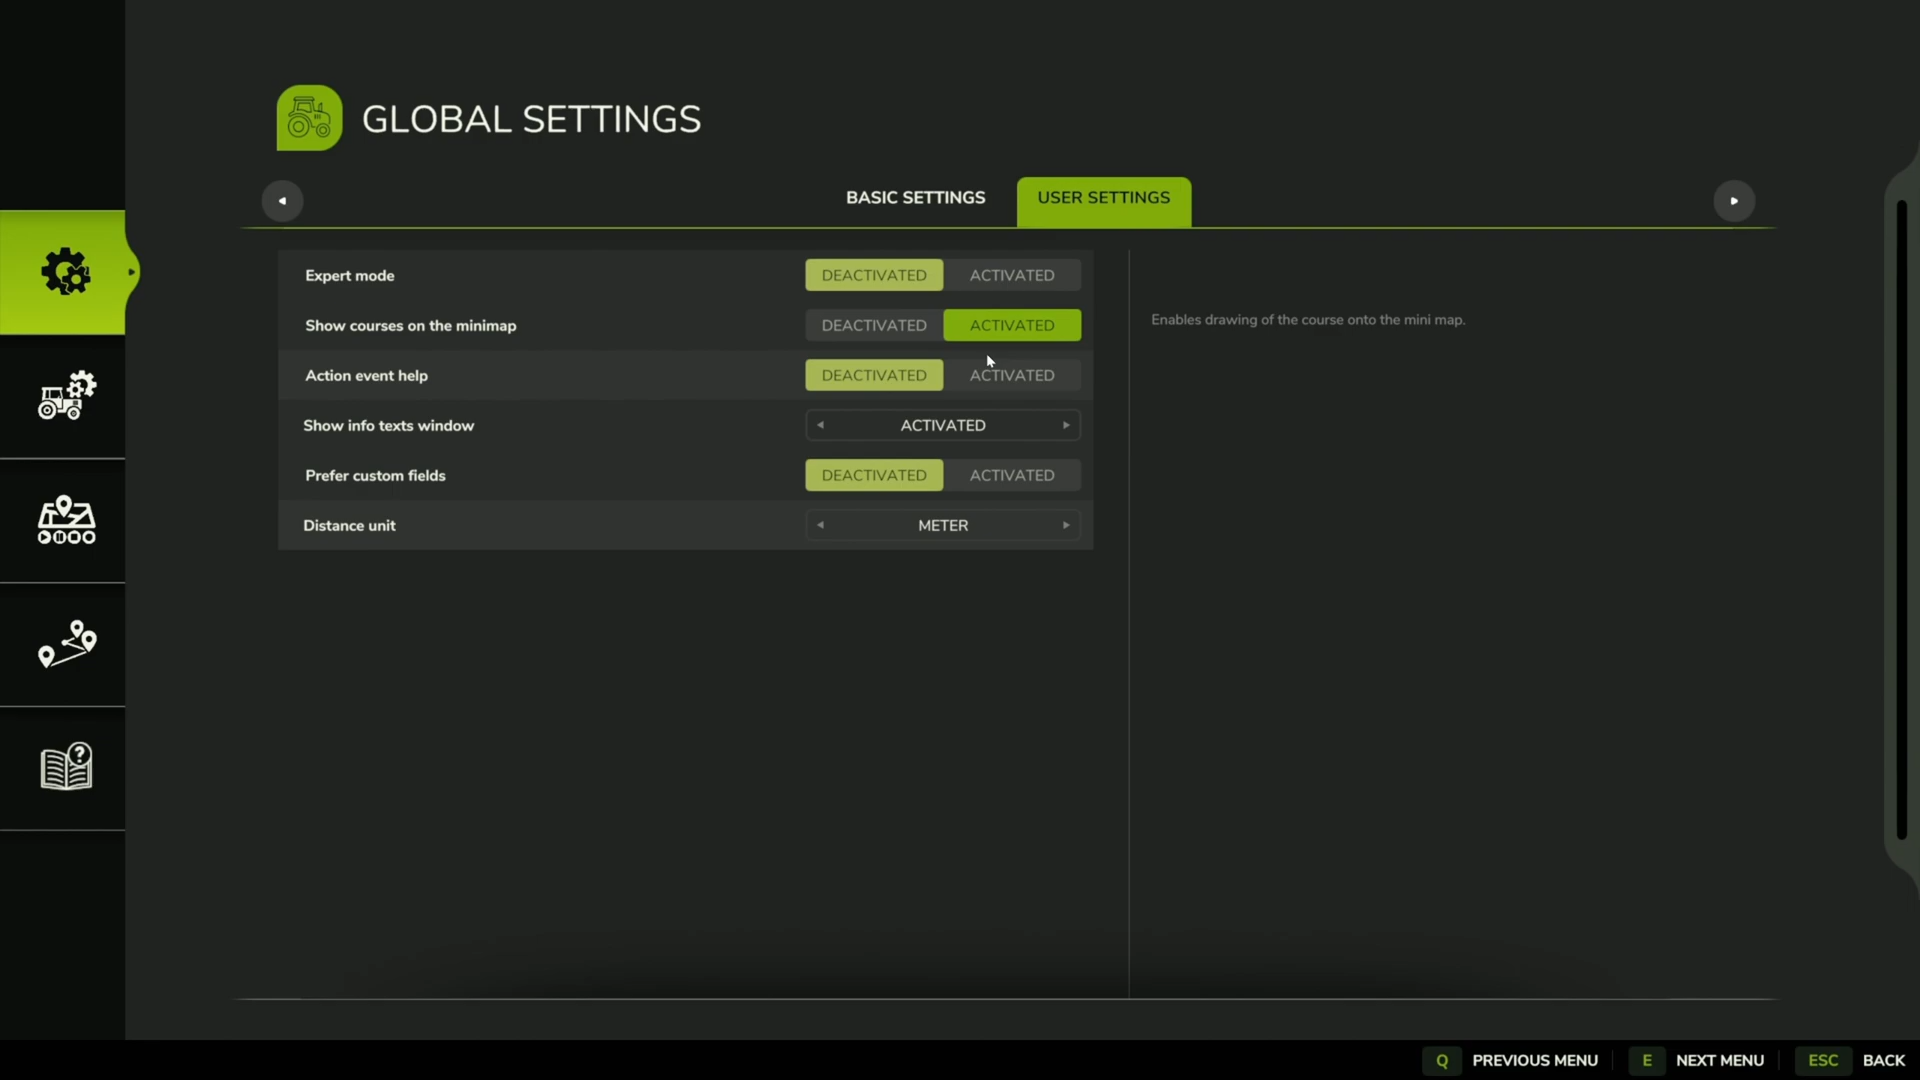 GLOBAL SETTINGS
BASIC SETTINGS USER SETTINGS
Expert mode DEACTIVATED ACTIVATED
Show courses on the minimap DEACTIVATED ACTIVATED
Enables drawing of the course onto the mini map.
Action event help DEACTIVATED ACTIVATED
Show info texts window ACTIVATED
Prefer custom fields DEACTIVATED ACTIVATED
Distance unit METER
Q PREVIOUS MENU E NEXT MENU ESC BACK